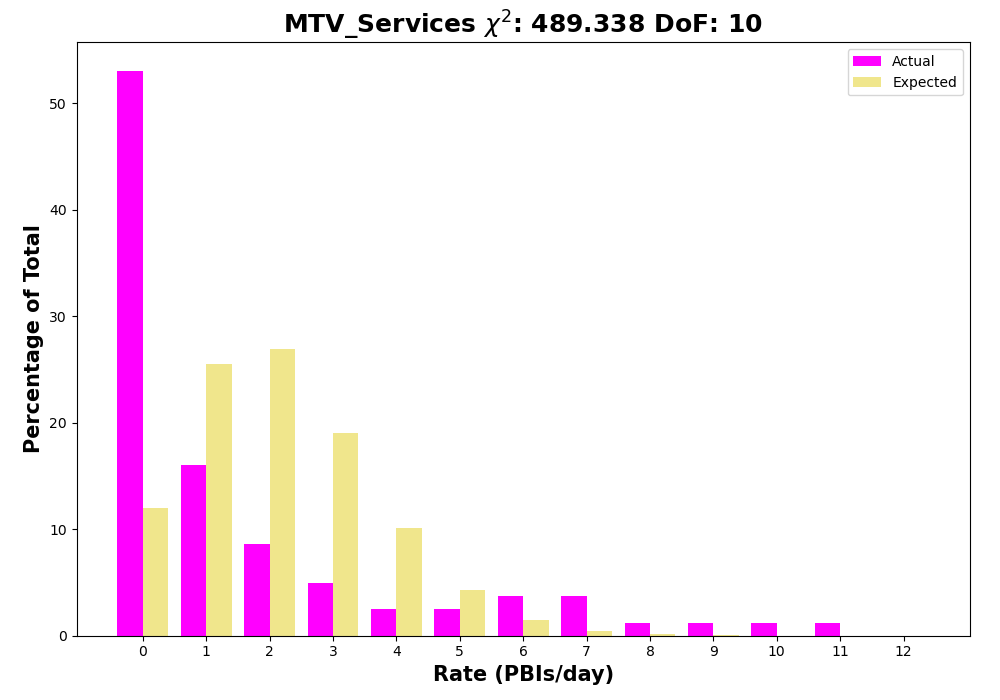 MTV_Services χ²: 489.338 DoF: 10
Actual
Expected
Percentage of Total
50
40
30
20
10
0
0 1 2 3 4 5 6 7 8 9 10 11 12
Rate (PBIs/day)